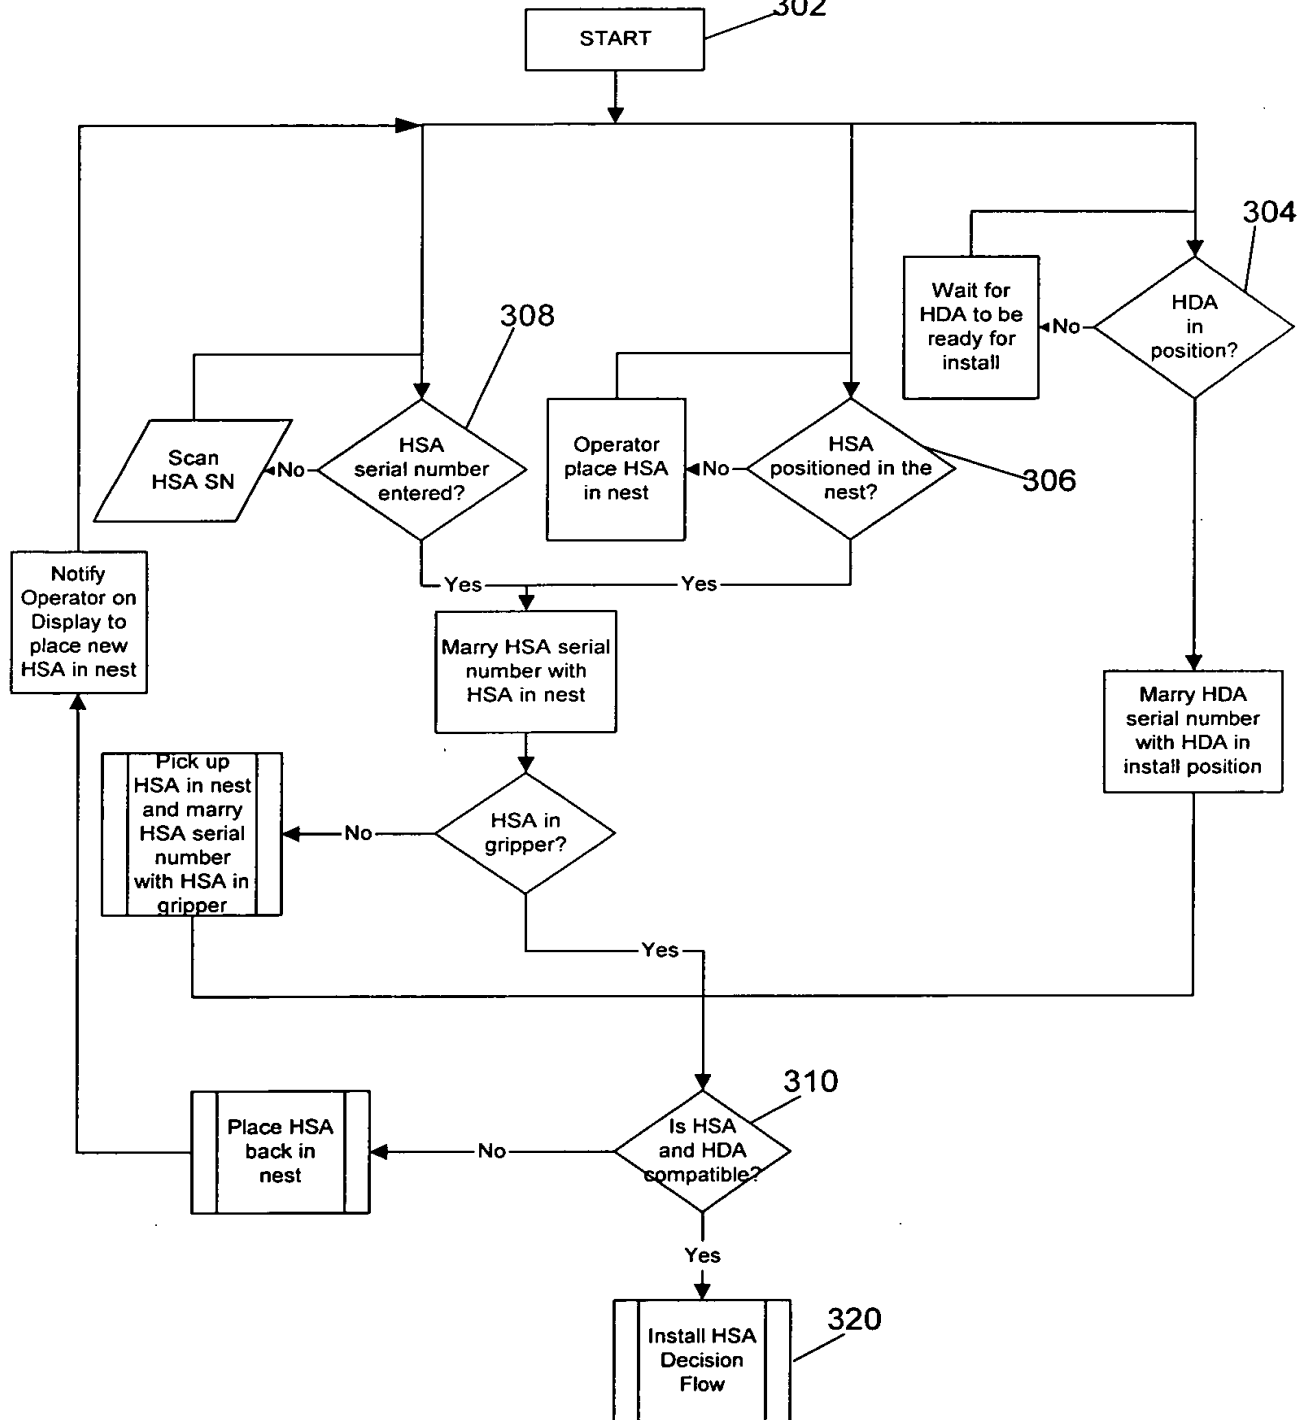 302
START
304
HDA
in
position?
No
Wait for
HDA to be
ready for
install
308
HSA
serial number
entered?
No
Scan
HSA SN
HSA
positioned in the
nest?
306
No
Operator
place HSA
in nest
Yes
Yes
Notify
Operator on
Display to
place new
HSA in nest
Marry HSA serial
number with
HSA in nest
Marry HDA
serial number
with HDA in
install position
HSA in
gripper?
No
Pick up
HSA in nest
and marry
HSA serial
number
with HSA in
gripper
Yes
310
Is HSA
and HDA
compatible?
No
Place HSA
back in
nest
Yes
320
Install HSA
Decision
Flow